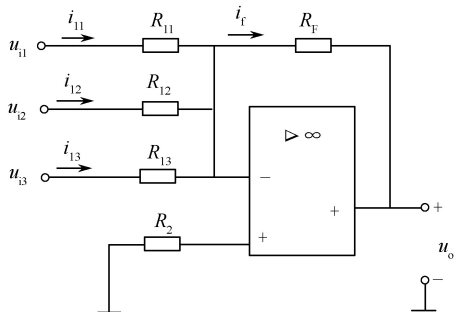 i11 R11 if RF
ui1
i12 R12
ui2
▷ ∞
i13 R13
ui3 −
+ +
R2
+
uo
−